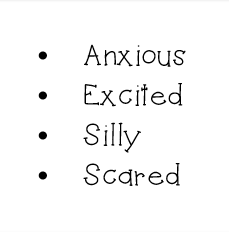 • Anxious
• Excited
• Silly
• Scared